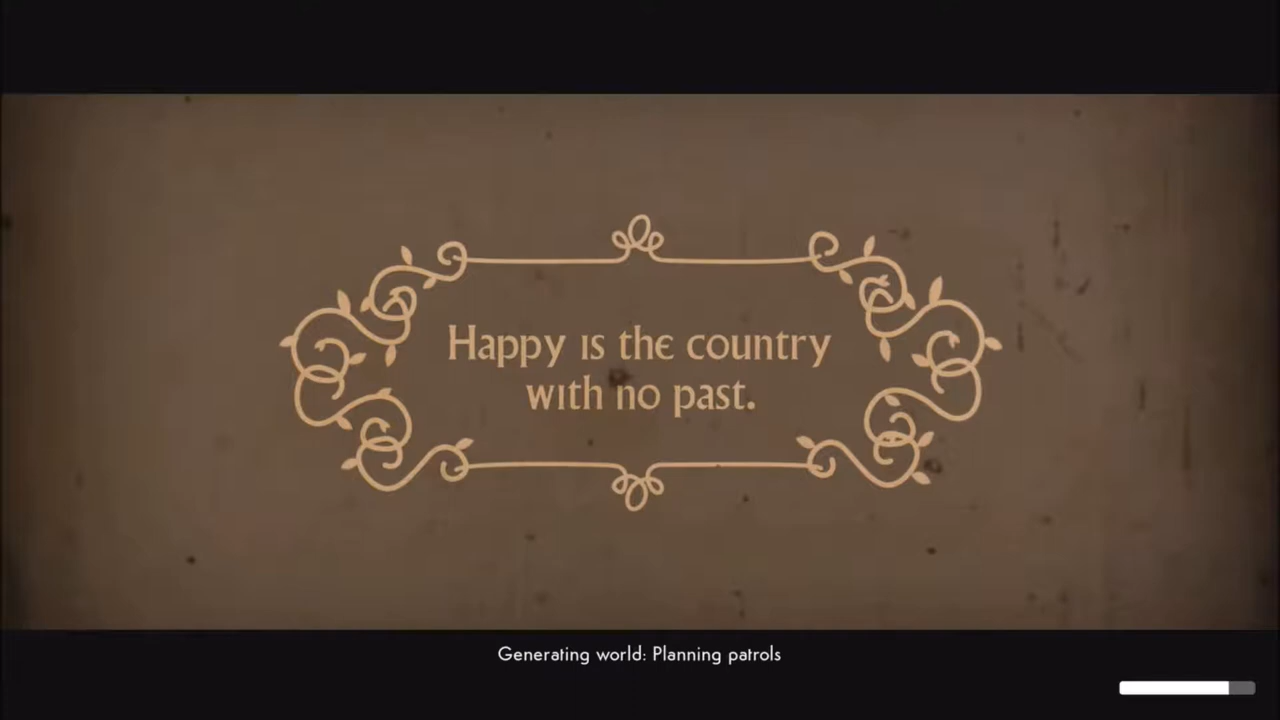 Happy is the country
with no past.
Generating world: Planning patrols